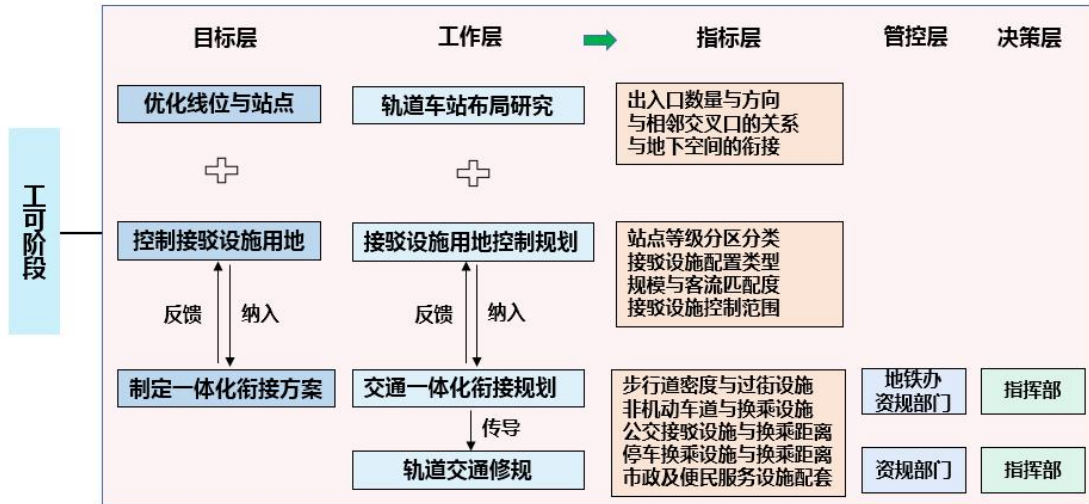 目标层
工作层
指标层
管控层
决策层
工可阶段
优化线位与站点
轨道车站布局研究
出入口数量与方向
与相邻交叉口的关系
与地下空间的衔接
控制接驳设施用地
接驳设施用地控制规划
站点等级分区分类
接驳设施配置类型
规模与客流匹配度
接驳设施控制范围
反馈
纳入
反馈
纳入
制定一体化衔接方案
交通一体化衔接规划
步行道密度与过街设施
非机动车道与换乘设施
公交接驳设施与换乘距离
停车换乘设施与换乘距离
市政及便民服务设施配套
地铁办
资规部门
指挥部
传导
轨道交通修规
资规部门
指挥部